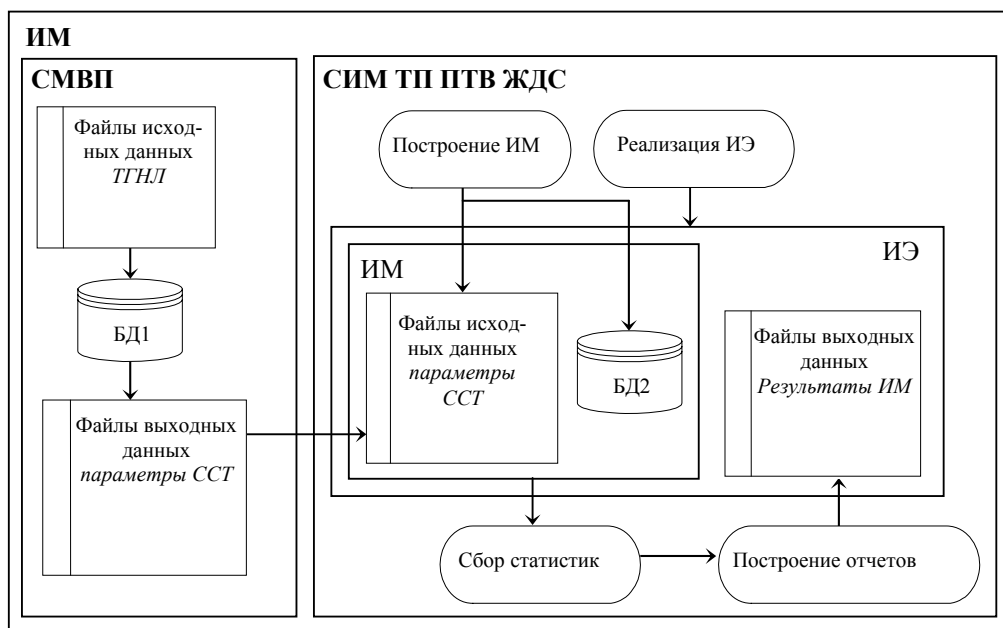 ИМ
СМВП
Файлы исход-
ных данных
ТГНЛ
БД1
Файлы выходных
данных
параметры ССТ
СИМ ТП ПТВ ЖДС
Построение ИМ
Реализация ИЭ
ИЭ
ИМ
Файлы исход-
ных данных
параметры
ССТ
БД2
Файлы выходных
данных
Результаты ИМ
Сбор статистик
Построение отчетов